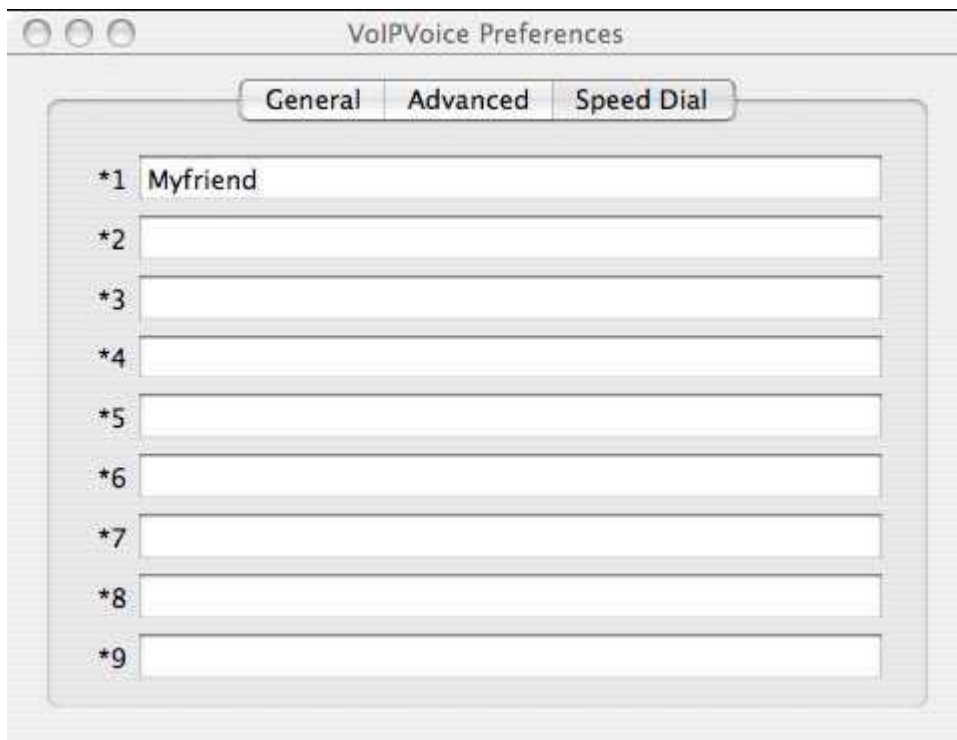 VoIPVoice Preferences
General Advanced Speed Dial
*1 Myfriend
*2
*3
*4
*5
*6
*7
*8
*9